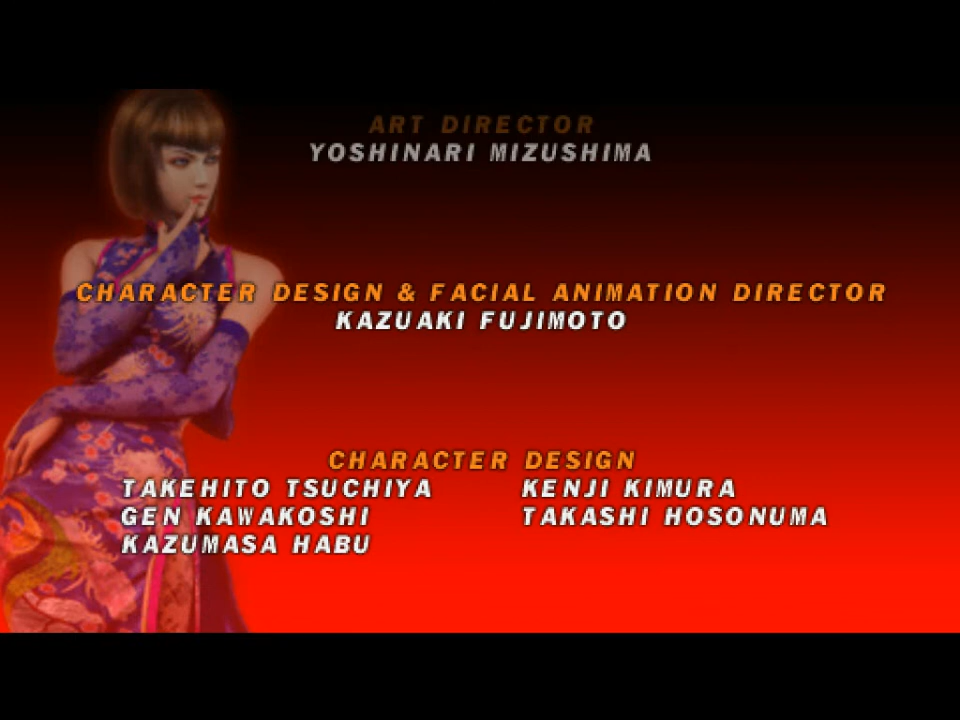 ART DIRECTOR
YOSHINARI MIZUSHIMA
CHARACTER DESIGN & FACIAL ANIMATION DIRECTOR
KAZUAKI FUJIMOTO
CHARACTER DESIGN
TAKEHITO TSUCHIYA KENJI KIMURA
GEN KAWAKOSHI TAKASHI HOSONUMA
KAZUMASA HABU